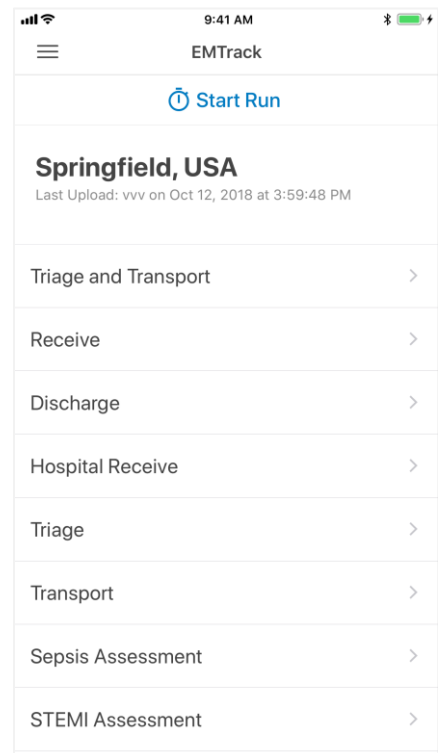 9:41 AM
EMTrack
Start Run
Springfield, USA
Last Upload: vvv on Oct 12, 2018 at 3:59:48 PM
Triage and Transport
Receive
Discharge
Hospital Receive
Triage
Transport
Sepsis Assessment
STEMI Assessment